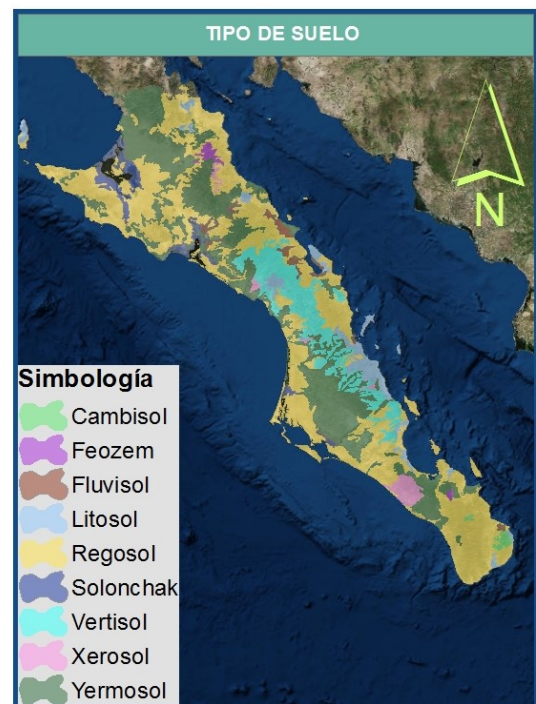 TIPO DE SUELO
N
Simbología
Cambisol
Feozem
Fluvisol
Litosol
Regosol
Solonchak
Vertisol
Xerosol
Yermosol